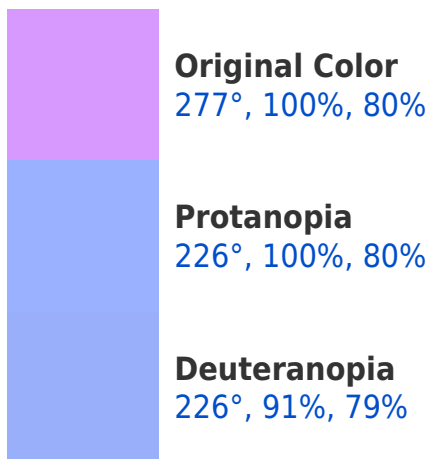 Original Color
277°, 100%, 80%
Protanopia
226°, 100%, 80%
Deuteranopia
226°, 91%, 79%